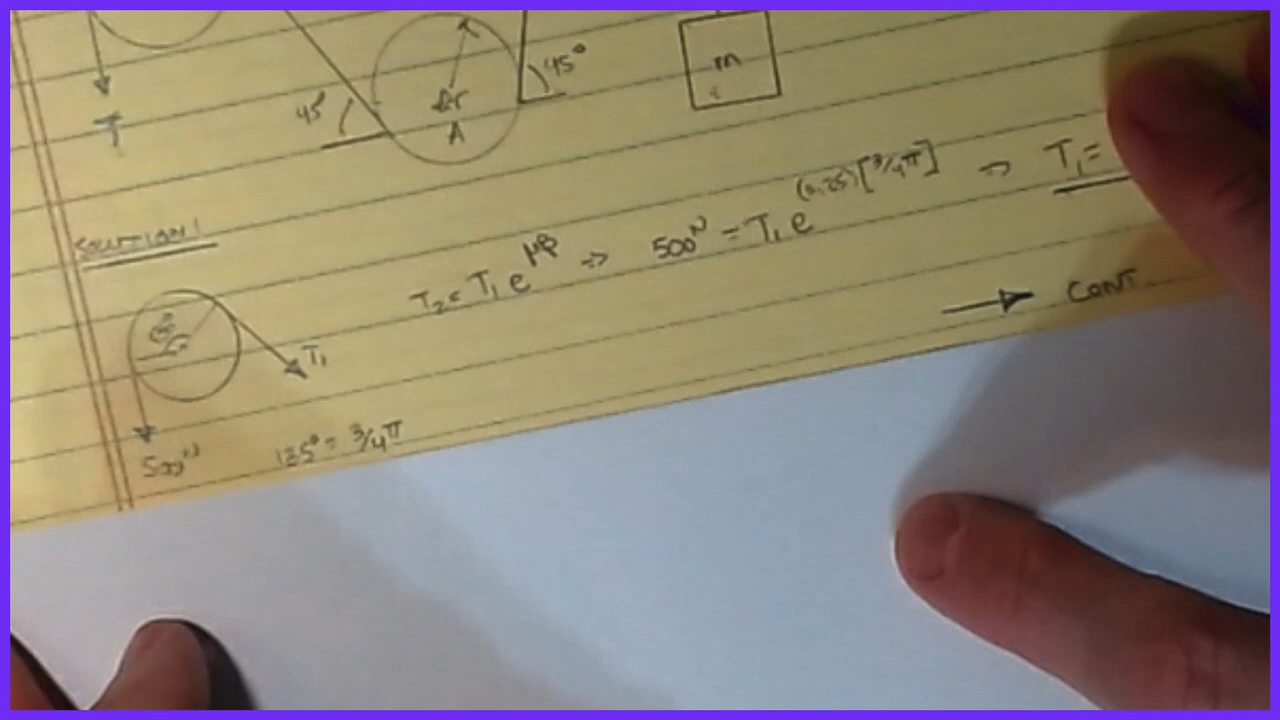 T
45°
r
A
45°
m
SOLUTION!
T₂ = T₁ e^μβ => 500ᴺ = T₁ e^(0.25)[3/4π] => T₁ =
→ CONT
T₁
500ᴺ
135° = 3/4π